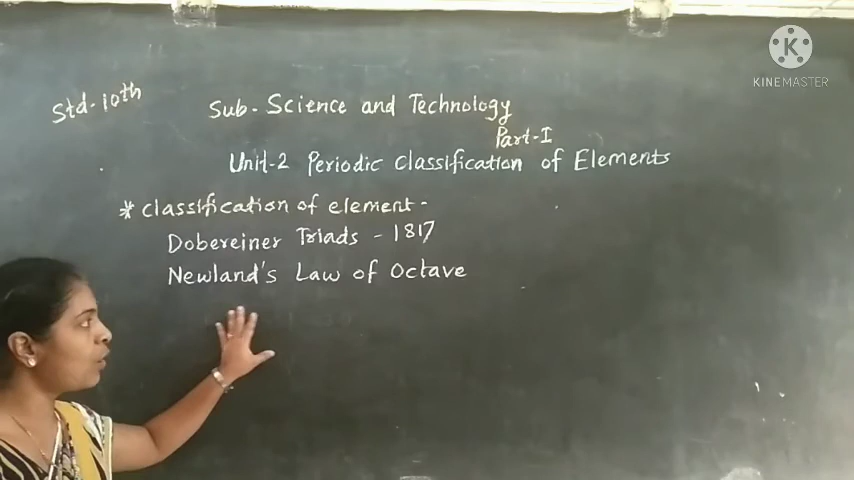 Std-10th
Sub- Science and Technology
Part-I
Unit-2 Periodic Classification of Elements
* Classification of element -
Dobereiner Triads - 1817
Newland's Law of Octave
K
KINEMASTER